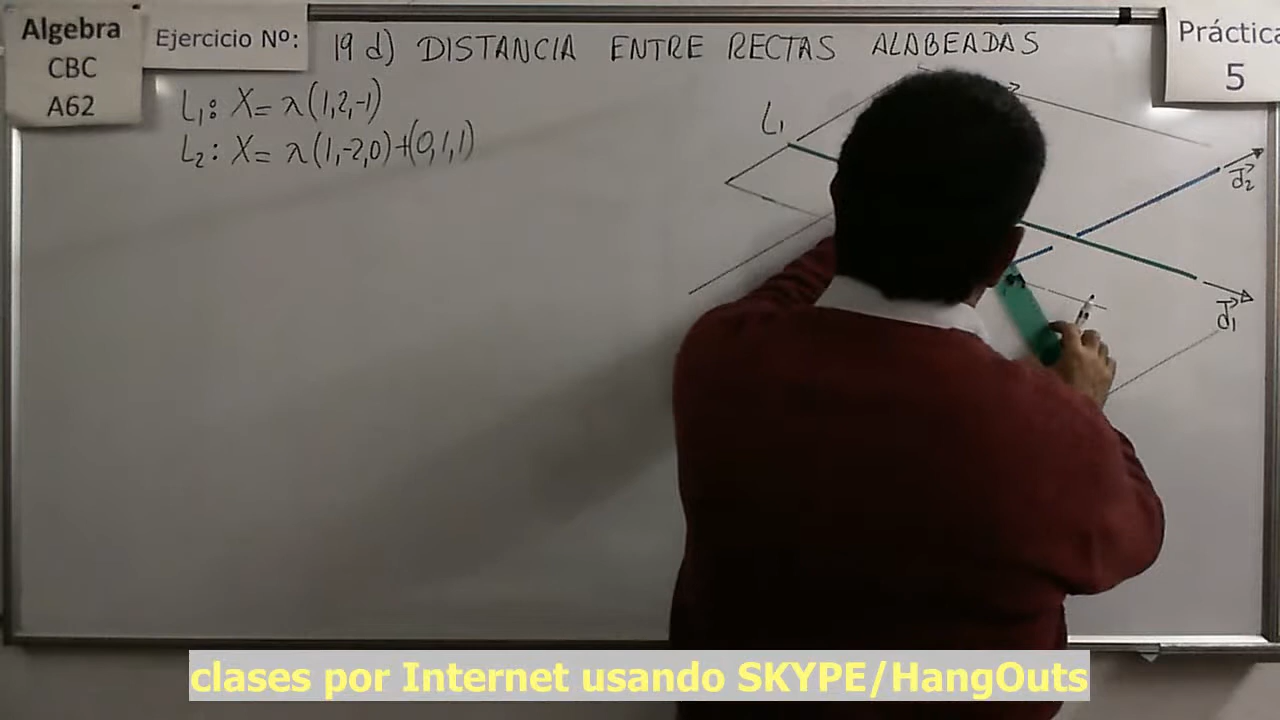 Algebra
CBC
A62
Ejercicio Nº:
19 d) DISTANCIA ENTRE RECTAS ALABEADAS
Práctica
5
L₁: X= λ(1,2,-1)
L₂: X= λ(1,-2,0)+(0,1,1)
L₁
d₂
d₁
clases por Internet usando SKYPE/HangOuts